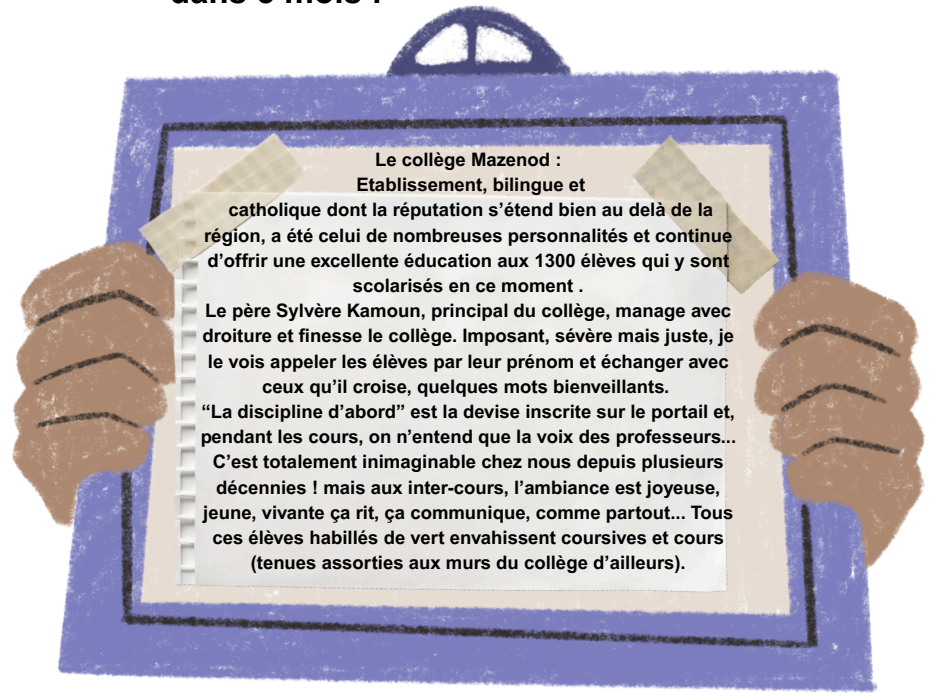 dans 6 mois !
Le collège Mazenod :
Etablissement, bilingue et
catholique dont la réputation s’étend bien au delà de la
région, a été celui de nombreuses personnalités et continue
d’offrir une excellente éducation aux 1300 élèves qui y sont
scolarisés en ce moment .
Le père Sylvère Kamoun, principal du collège, manage avec
droiture et finesse le collège. Imposant, sévère mais juste, je
le vois appeler les élèves par leur prénom et échanger avec
ceux qu’il croise, quelques mots bienveillants.
“La discipline d’abord” est la devise inscrite sur le portail et,
pendant les cours, on n’entend que la voix des professeurs...
C’est totalement inimaginable chez nous depuis plusieurs
décennies ! mais aux inter-cours, l’ambiance est joyeuse,
jeune, vivante ça rit, ça communique, comme partout... Tous
ces élèves habillés de vert envahissent coursives et cours
(tenues assorties aux murs du collège d’ailleurs).